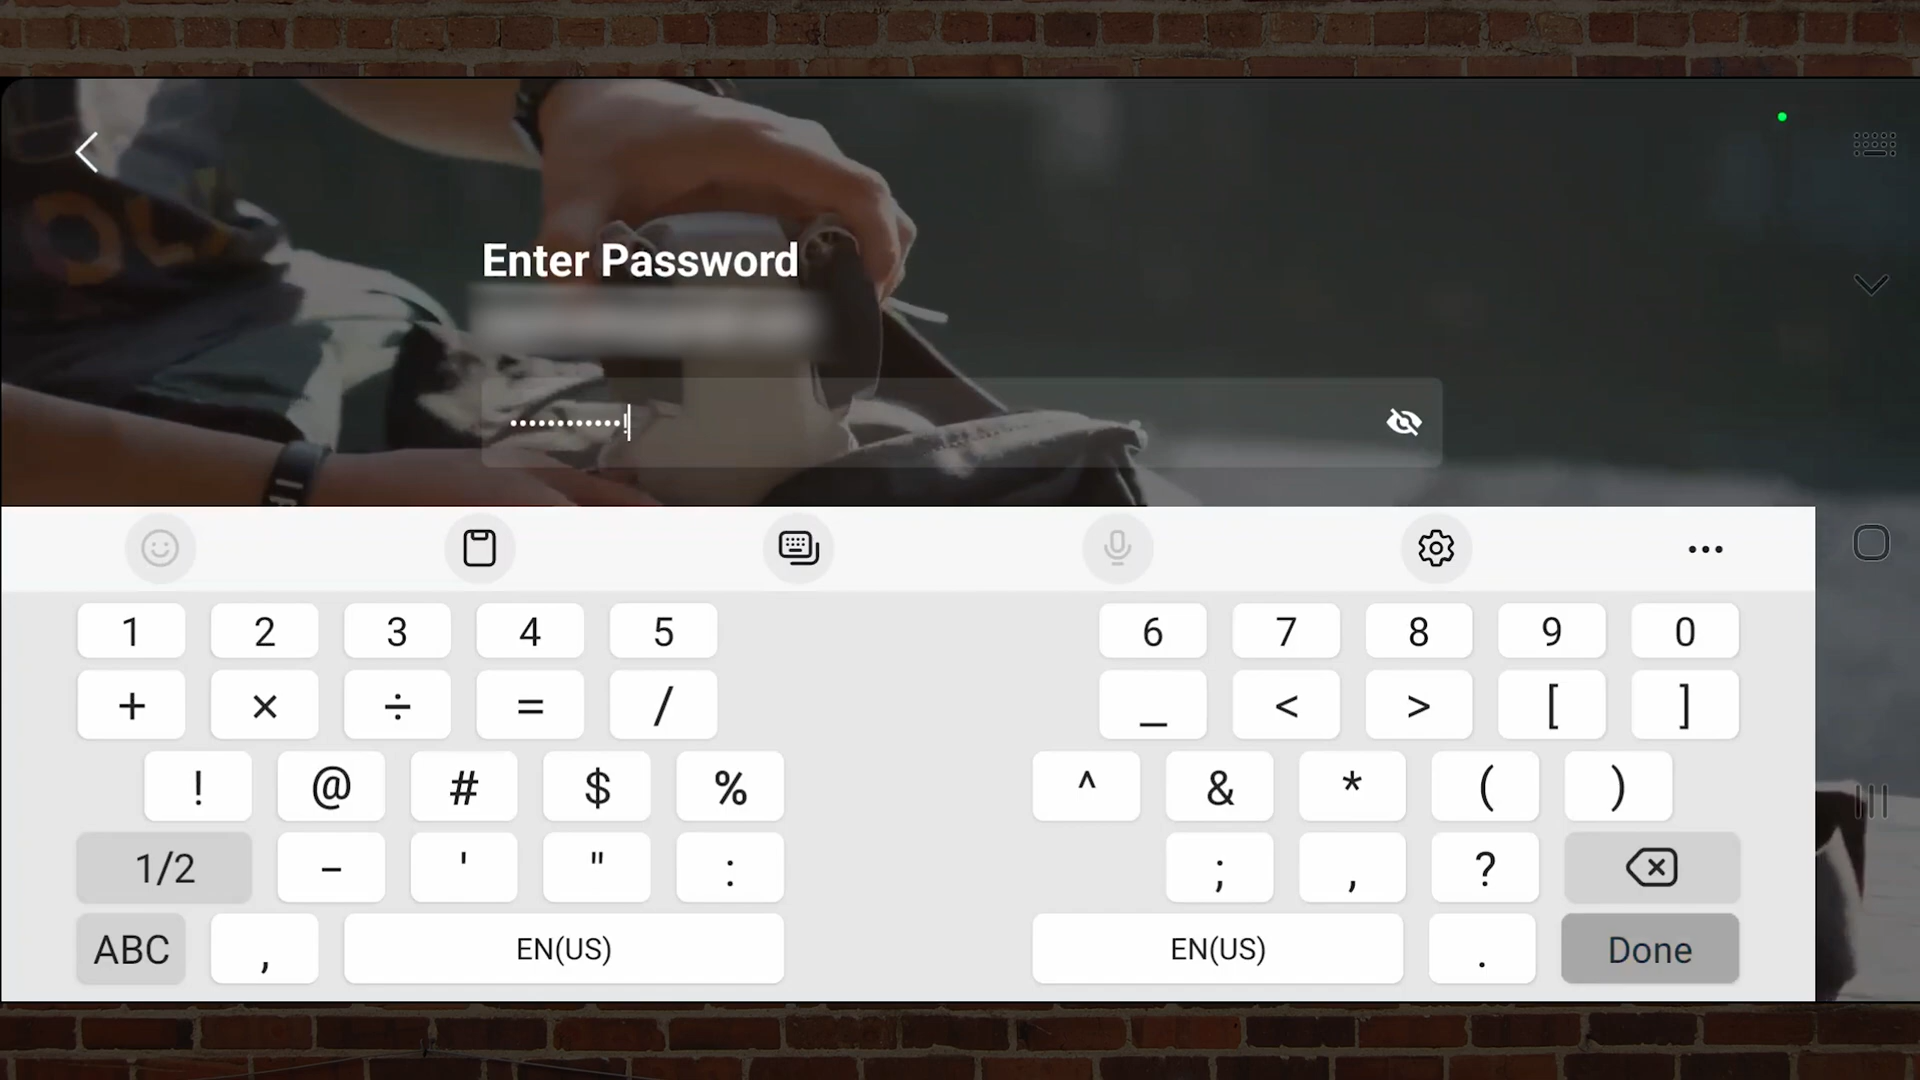 Enter Password
••••••••••••!
1 2 3 4 5 6 7 8 9 0
+ × ÷ = / _ < > [ ]
! @ # $ % ^ & * ( )
1/2 - ' " : ; , ?
ABC , EN(US) EN(US) . Done